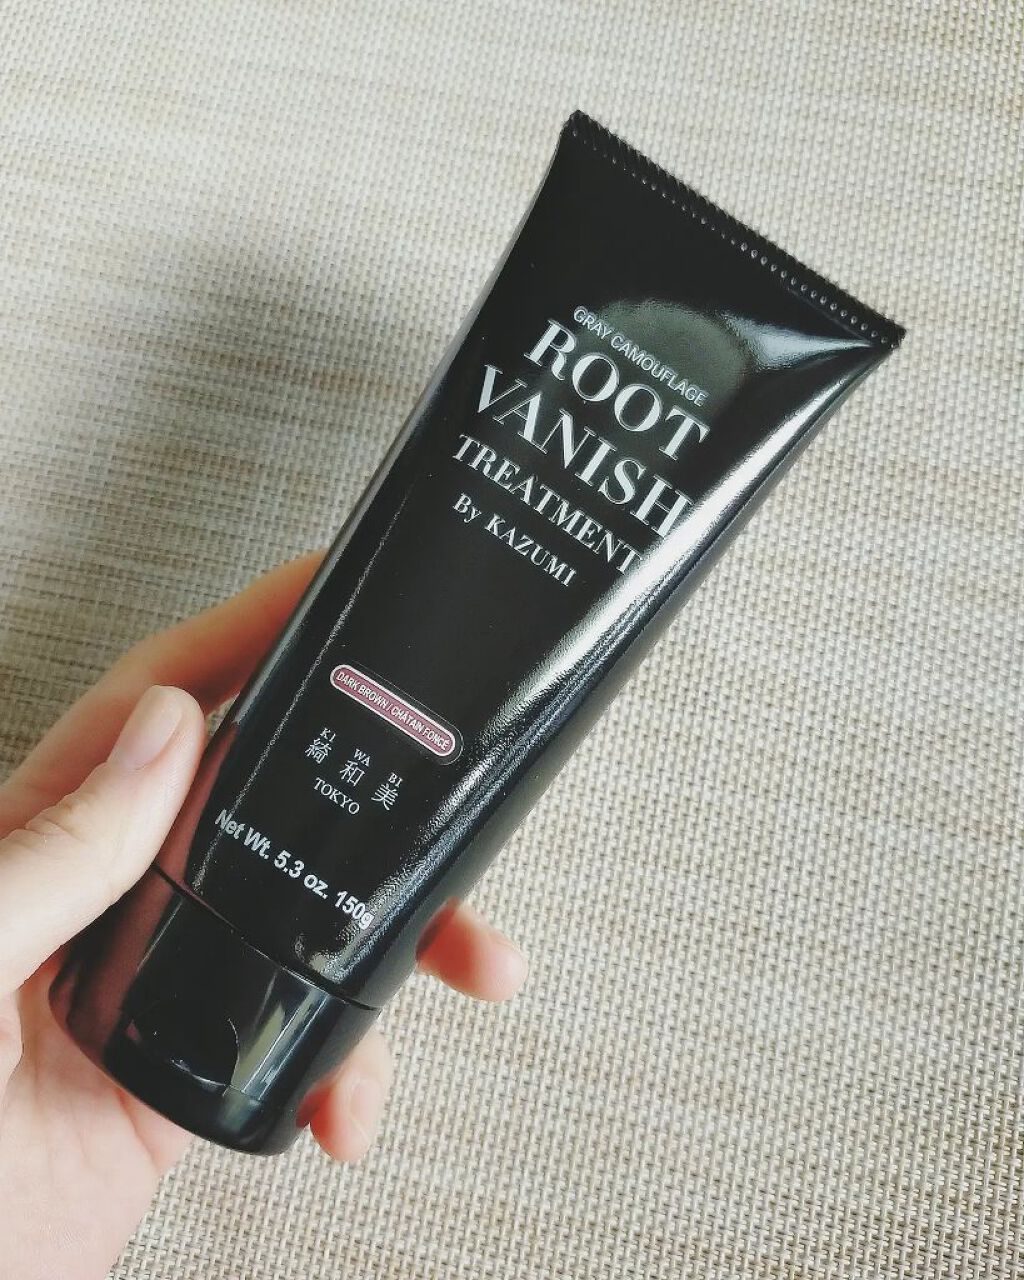 GRAY CAMOUFLAGE
ROOT
VANISH
TREATMENT
By KAZUMI
DARK BROWN / CHATAIN FONCE
KI WA BI
綺和美
TOKYO
Net Wt. 5.3 oz. 150g